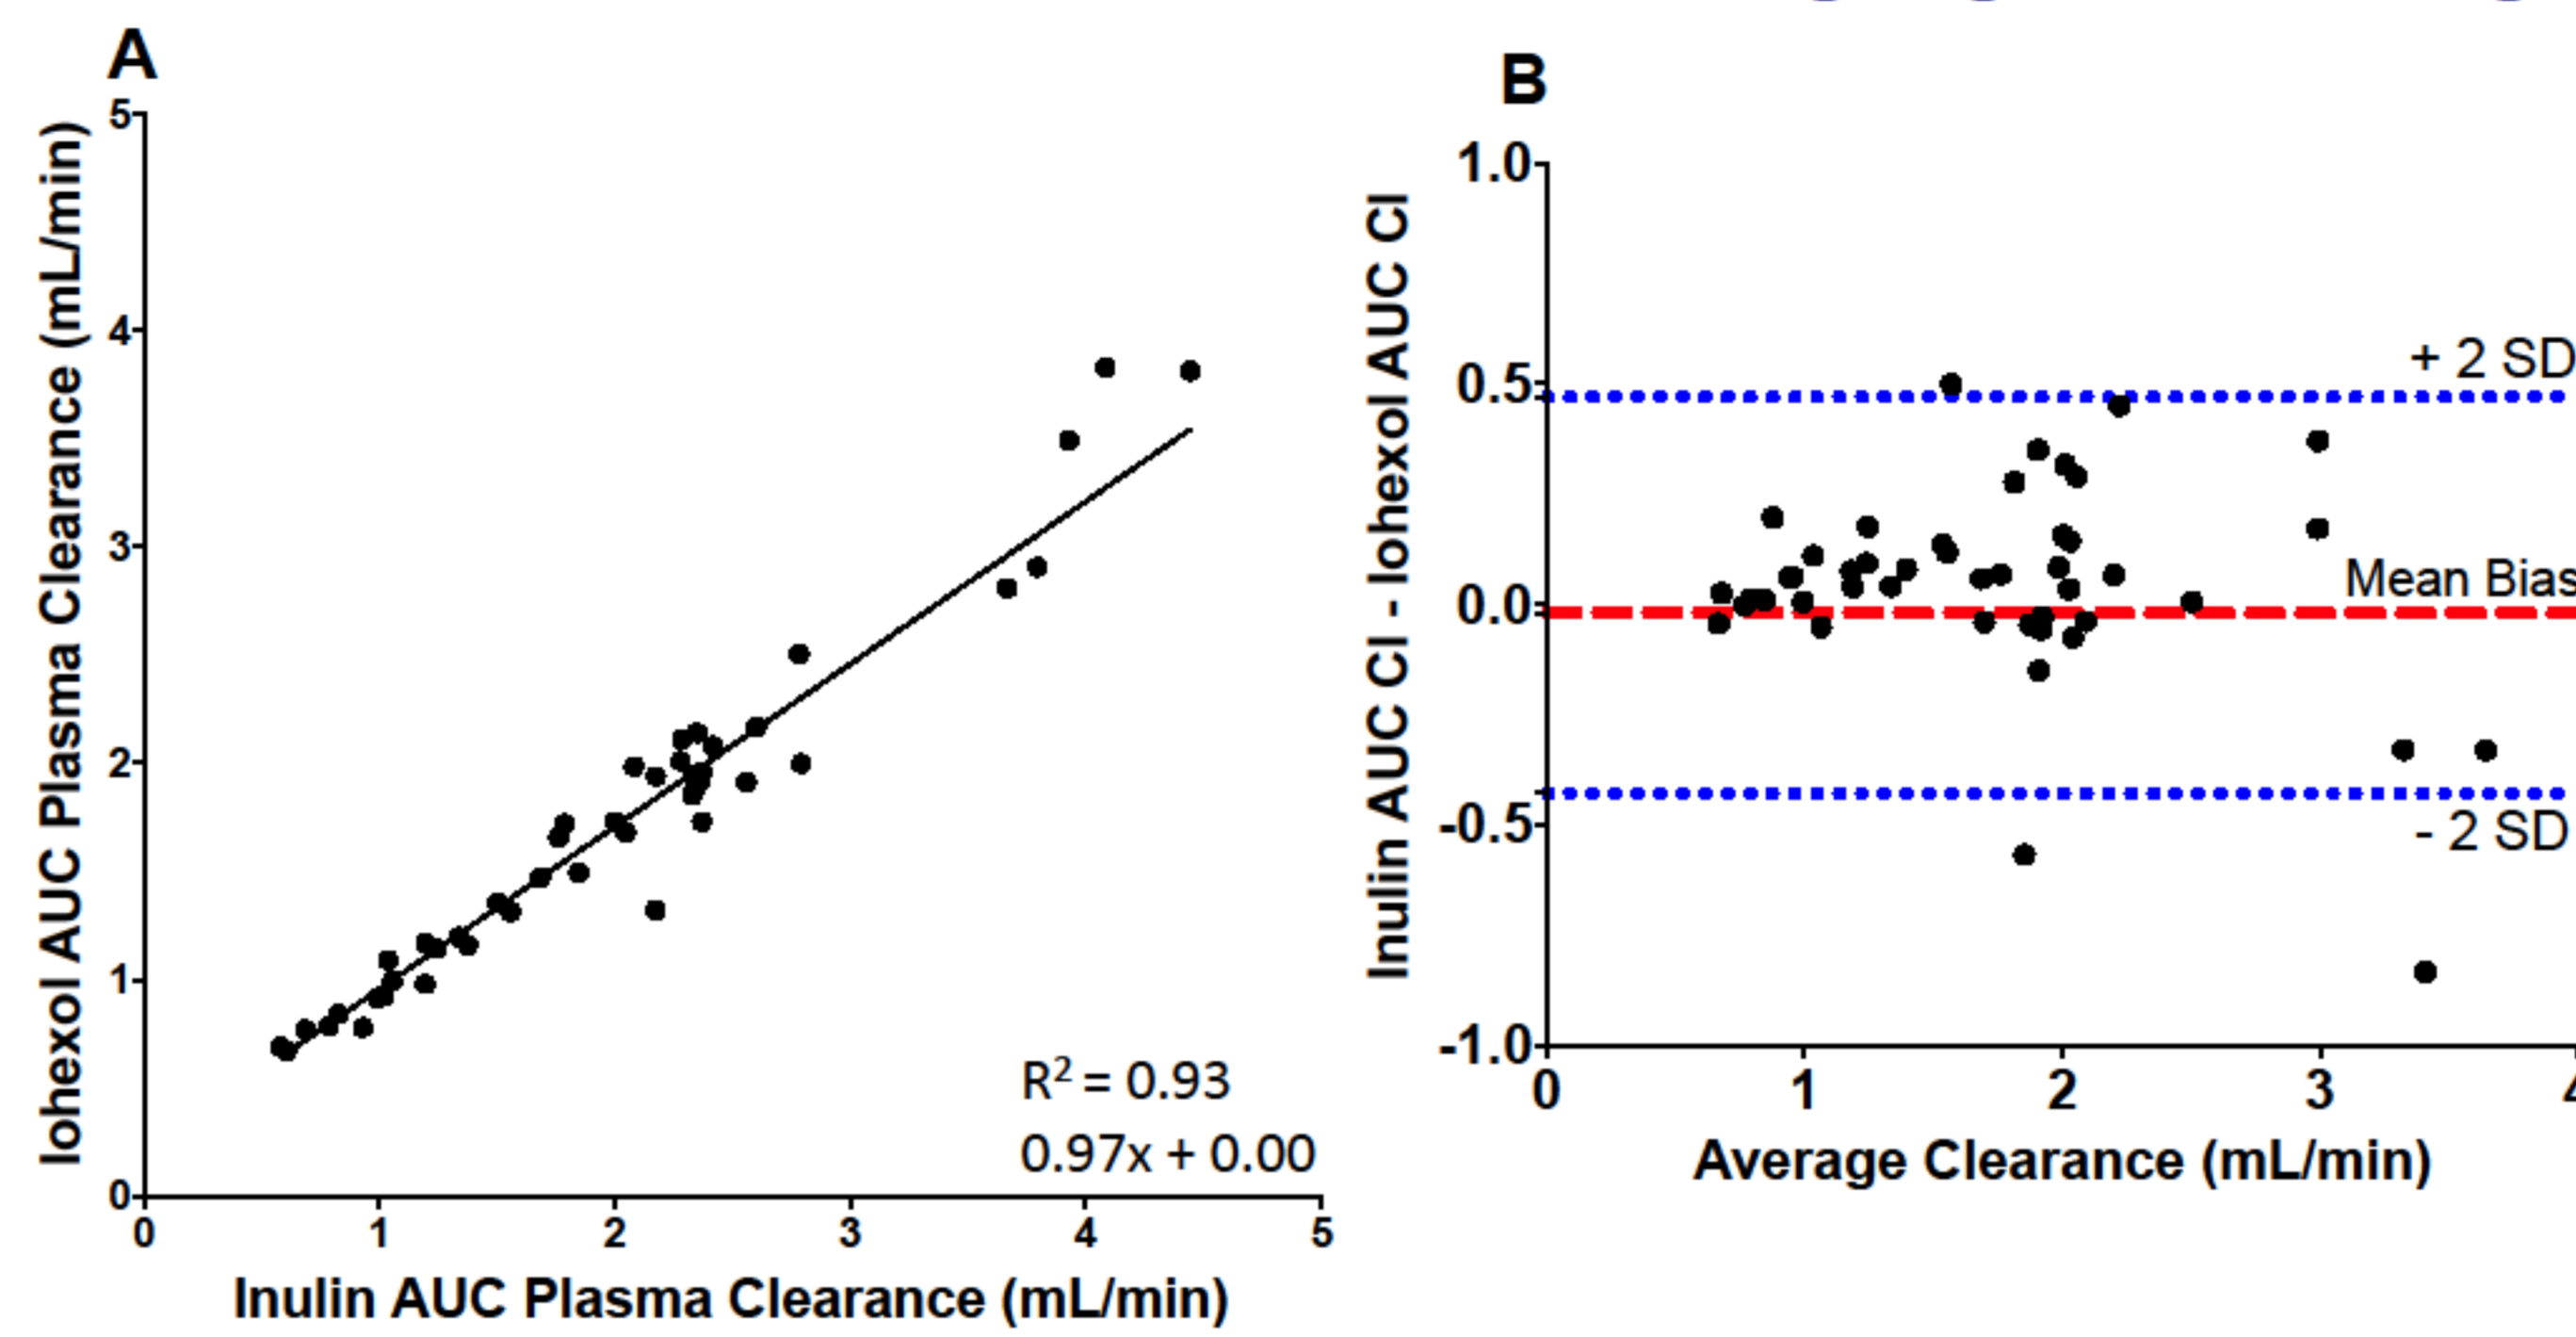 A
5
4
3
2
1
0
0 1 2 3 4 5
Iohexol AUC Plasma Clearance (mL/min)
Inulin AUC Plasma Clearance (mL/min)
R² = 0.93
0.97x + 0.00
B
1.0
0.5
0.0
-0.5
-1.0
0 1 2 3 4
Inulin AUC Cl - Iohexol AUC Cl
Average Clearance (mL/min)
+ 2 SD
Mean Bias
- 2 SD